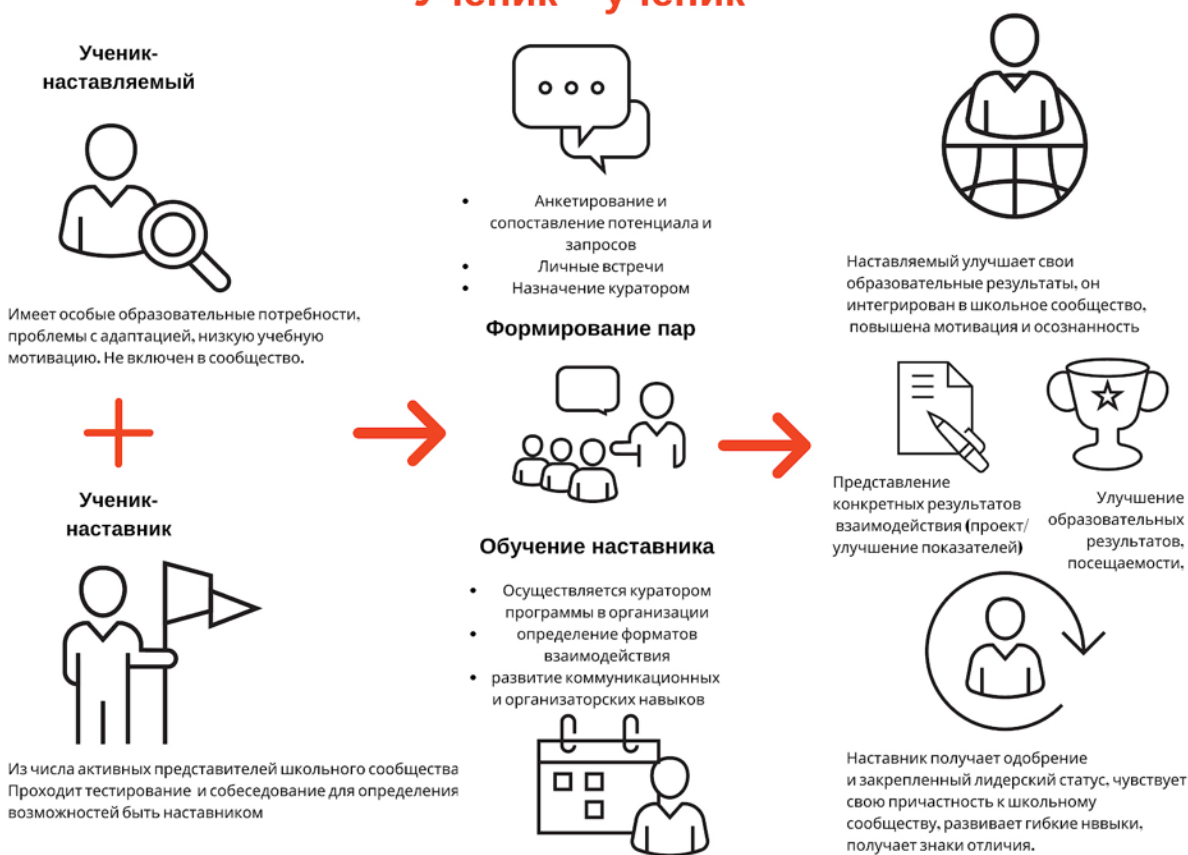 Ученик – ученик
Ученик-
наставляемый
Имеет особые образовательные потребности,
проблемы с адаптацией, низкую учебную
мотивацию. Не включен в сообщество.
Ученик-
наставник
Из числа активных представителей школьного сообщества
Проходит тестирование и собеседование для определения
возможностей быть наставником
• Анкетирование и
сопоставление потенциала и
запросов
• Личные встречи
• Назначение куратором
Формирование пар
Обучение наставника
• Осуществляется куратором
программы в организации
• определение форматов
взаимодействия
• развитие коммуникационных
и организаторских навыков
Наставляемый улучшает свои
образовательные результаты, он
интегрирован в школьное сообщество,
повышена мотивация и осознанность
Представление
конкретных результатов
взаимодействия (проект/
улучшение показателей)
Улучшение
образовательных
результатов,
посещаемости,
Наставник получает одобрение
и закрепленный лидерский статус, чувствует
свою причастность к школьному
сообществу, развивает гибкие нввыки,
получает знаки отличия.